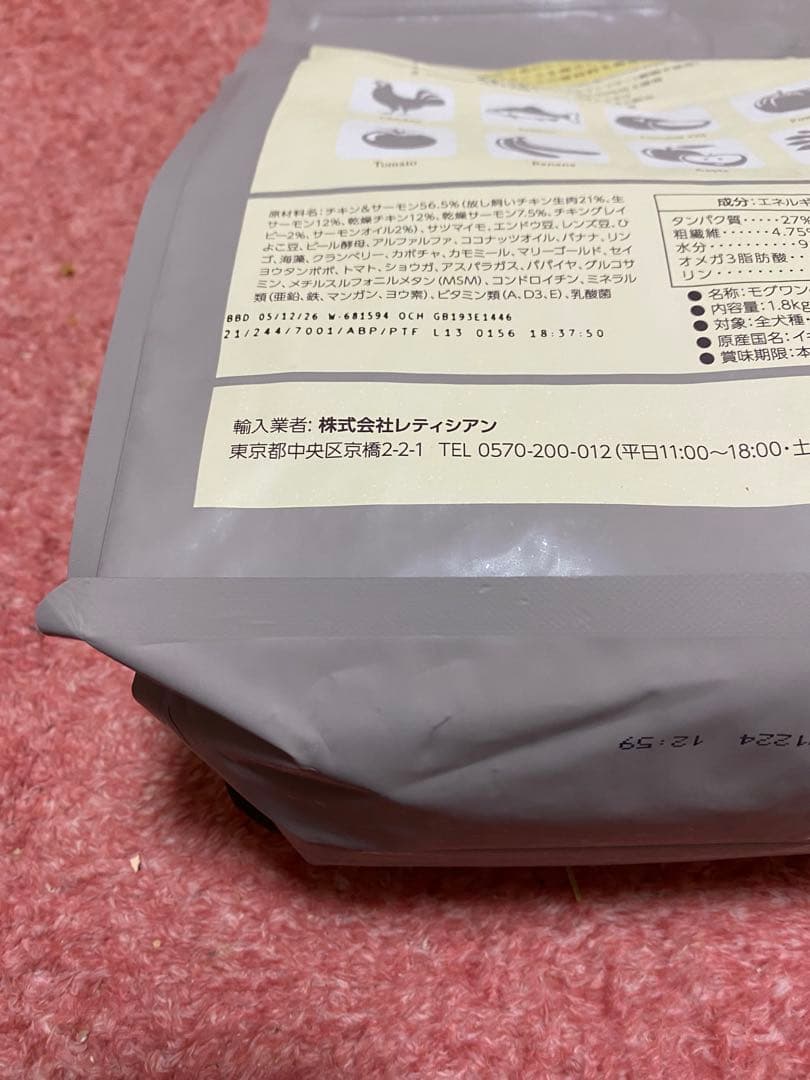 Tomato
Banana
Apple
原材料名:チキン&サーモン56.5%(放し飼いチキン生肉21%、生
サーモン12%、乾燥チキン12%、乾燥サーモン7.5%、チキングレイ
ビー2%、サーモンオイル2%)、サツマイモ、エンドウ豆、レンズ豆、ひ
よこ豆、ビール酵母、アルファルファ、ココナッツオイル、バナナ、リン
ゴ、海藻、クランベリー、カボチャ、カモミール、マリーゴールド、セイ
ヨウタンポポ、トマト、ショウガ、アスパラガス、パパイヤ、グルコサ
ミン、メチルスルフォニルメタン(MSM)、コンドロイチン、ミネラル
類(亜鉛、鉄、マンガン、ヨウ素)、ビタミン類(A、D3、E)、乳酸菌
BBD 05/12/26 W-681594 OCH GB193E1446
21/244/7001/ABP/PTF L13 0156 18:37:50
成分:エネルギ
タンパク質‥‥‥27%
粗繊維‥‥‥‥4.75%
水分‥‥‥‥‥9
オメガ3脂肪酸‥‥
リン‥‥‥‥‥
●名称:モグワン
●内容量:1.8kg
●対象:全犬種・
●原産国名:イギ
●賞味期限:本
輸入業者:株式会社レティシアン
東京都中央区京橋2-2-1 TEL 0570-200-012(平日11:00〜18:00・土
1224 12:59